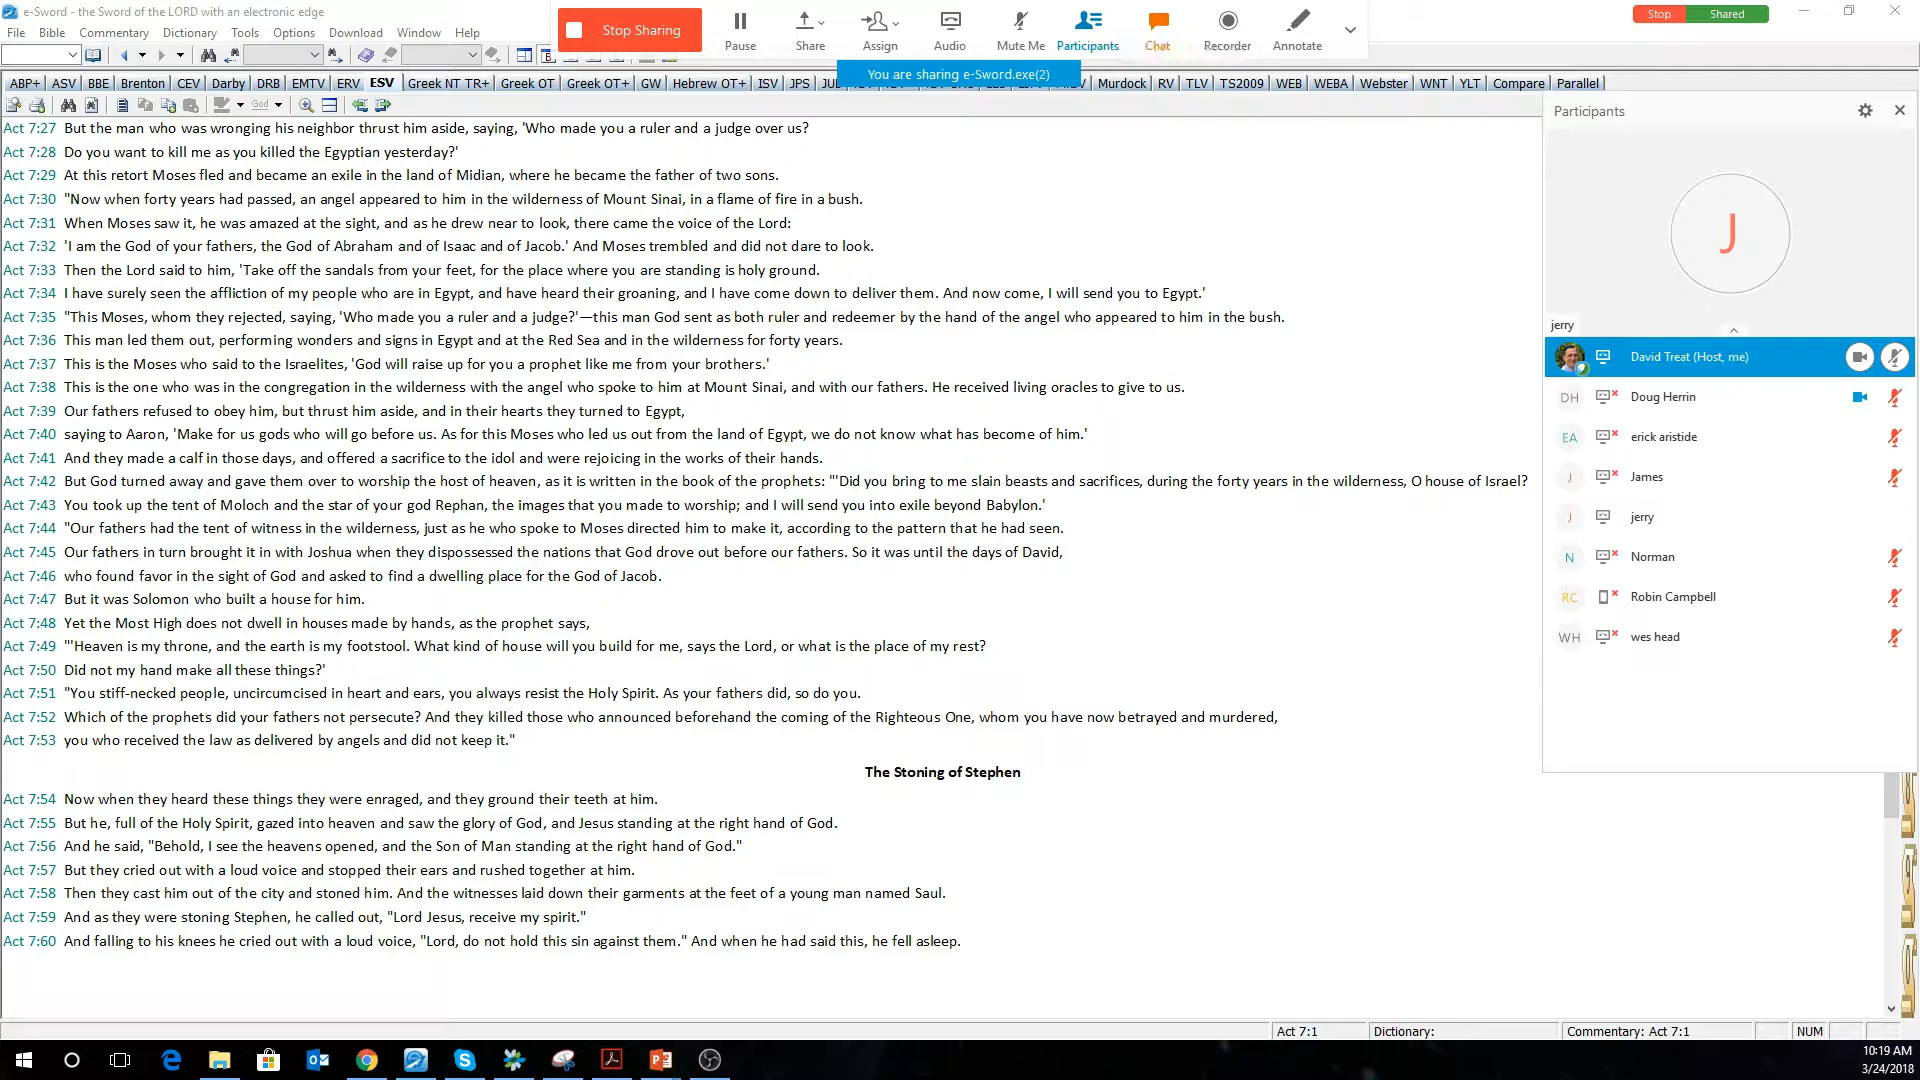 e-Sword - the Sword of the LORD with an electronic edge
File Bible Commentary Dictionary Tools Options Download Window Help
Stop Sharing
Pause Share Assign Audio Mute Me Participants Chat Recorder Annotate
Stop Shared
You are sharing e-Sword.exe(2)
ABP+ ASV BBE Brenton CEV Darby DRB EMTV ERV ESV Greek NT TR+ Greek OT Greek OT+ GW Hebrew OT+ ISV JPS Murdock RV TLV TS2009 WEB WEBA Webster WNT YLT Compare Parallel
God
Act 7:27 But the man who was wronging his neighbor thrust him aside, saying, 'Who made you a ruler and a judge over us?
Act 7:28 Do you want to kill me as you killed the Egyptian yesterday?'
Act 7:29 At this retort Moses fled and became an exile in the land of Midian, where he became the father of two sons.
Act 7:30 "Now when forty years had passed, an angel appeared to him in the wilderness of Mount Sinai, in a flame of fire in a bush.
Act 7:31 When Moses saw it, he was amazed at the sight, and as he drew near to look, there came the voice of the Lord:
Act 7:32 'I am the God of your fathers, the God of Abraham and of Isaac and of Jacob.' And Moses trembled and did not dare to look.
Act 7:33 Then the Lord said to him, 'Take off the sandals from your feet, for the place where you are standing is holy ground.
Act 7:34 I have surely seen the affliction of my people who are in Egypt, and have heard their groaning, and I have come down to deliver them. And now come, I will send you to Egypt.'
Act 7:35 "This Moses, whom they rejected, saying, 'Who made you a ruler and a judge?'—this man God sent as both ruler and redeemer by the hand of the angel who appeared to him in the bush.
Act 7:36 This man led them out, performing wonders and signs in Egypt and at the Red Sea and in the wilderness for forty years.
Act 7:37 This is the Moses who said to the Israelites, 'God will raise up for you a prophet like me from your brothers.'
Act 7:38 This is the one who was in the congregation in the wilderness with the angel who spoke to him at Mount Sinai, and with our fathers. He received living oracles to give to us.
Act 7:39 Our fathers refused to obey him, but thrust him aside, and in their hearts they turned to Egypt,
Act 7:40 saying to Aaron, 'Make for us gods who will go before us. As for this Moses who led us out from the land of Egypt, we do not know what has become of him.'
Act 7:41 And they made a calf in those days, and offered a sacrifice to the idol and were rejoicing in the works of their hands.
Act 7:42 But God turned away and gave them over to worship the host of heaven, as it is written in the book of the prophets: "'Did you bring to me slain beasts and sacrifices, during the forty years in the wilderness, O house of Israel?
Act 7:43 You took up the tent of Moloch and the star of your god Rephan, the images that you made to worship; and I will send you into exile beyond Babylon.'
Act 7:44 "Our fathers had the tent of witness in the wilderness, just as he who spoke to Moses directed him to make it, according to the pattern that he had seen.
Act 7:45 Our fathers in turn brought it in with Joshua when they dispossessed the nations that God drove out before our fathers. So it was until the days of David,
Act 7:46 who found favor in the sight of God and asked to find a dwelling place for the God of Jacob.
Act 7:47 But it was Solomon who built a house for him.
Act 7:48 Yet the Most High does not dwell in houses made by hands, as the prophet says,
Act 7:49 "'Heaven is my throne, and the earth is my footstool. What kind of house will you build for me, says the Lord, or what is the place of my rest?
Act 7:50 Did not my hand make all these things?'
Act 7:51 "You stiff-necked people, uncircumcised in heart and ears, you always resist the Holy Spirit. As your fathers did, so do you.
Act 7:52 Which of the prophets did your fathers not persecute? And they killed those who announced beforehand the coming of the Righteous One, whom you have now betrayed and murdered,
Act 7:53 you who received the law as delivered by angels and did not keep it."
The Stoning of Stephen
Act 7:54 Now when they heard these things they were enraged, and they ground their teeth at him.
Act 7:55 But he, full of the Holy Spirit, gazed into heaven and saw the glory of God, and Jesus standing at the right hand of God.
Act 7:56 And he said, "Behold, I see the heavens opened, and the Son of Man standing at the right hand of God."
Act 7:57 But they cried out with a loud voice and stopped their ears and rushed together at him.
Act 7:58 Then they cast him out of the city and stoned him. And the witnesses laid down their garments at the feet of a young man named Saul.
Act 7:59 And as they were stoning Stephen, he called out, "Lord Jesus, receive my spirit."
Act 7:60 And falling to his knees he cried out with a loud voice, "Lord, do not hold this sin against them." And when he had said this, he fell asleep.
Participants
J
jerry
David Treat (Host, me)
DH Doug Herrin
EA erick aristide
J James
J jerry
N Norman
RC Robin Campbell
WH wes head
Act 7:1 Dictionary: Commentary: Act 7:1 NUM
10:19 AM
3/24/2018